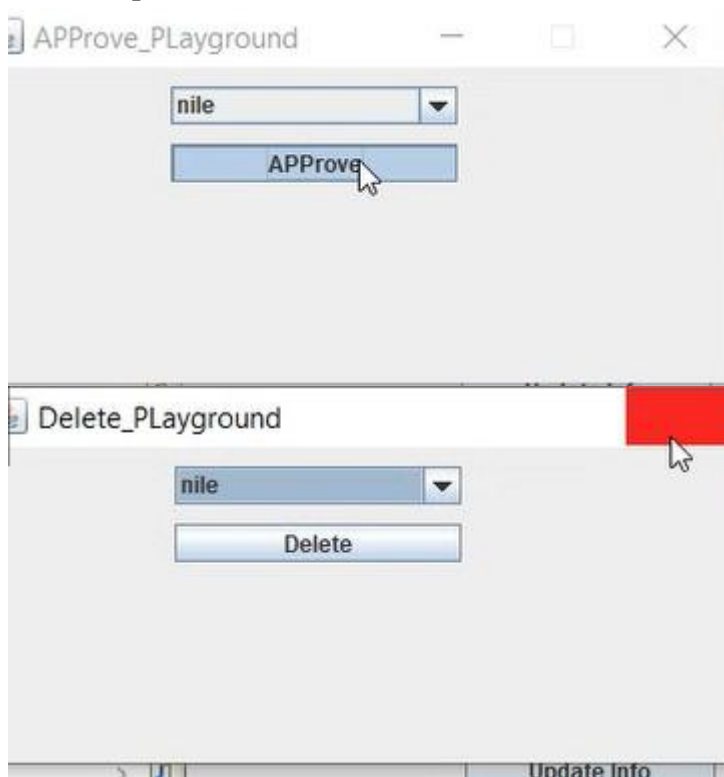 APProve_PLayground
nile
APProve
Delete_PLayground
nile
Delete
Update Info